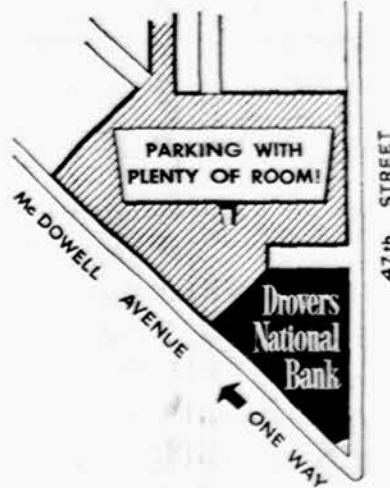 PARKING WITH
PLENTY OF ROOM!
47th STREET
McDOWELL AVENUE
Drovers
National
Bank
ONE WAY